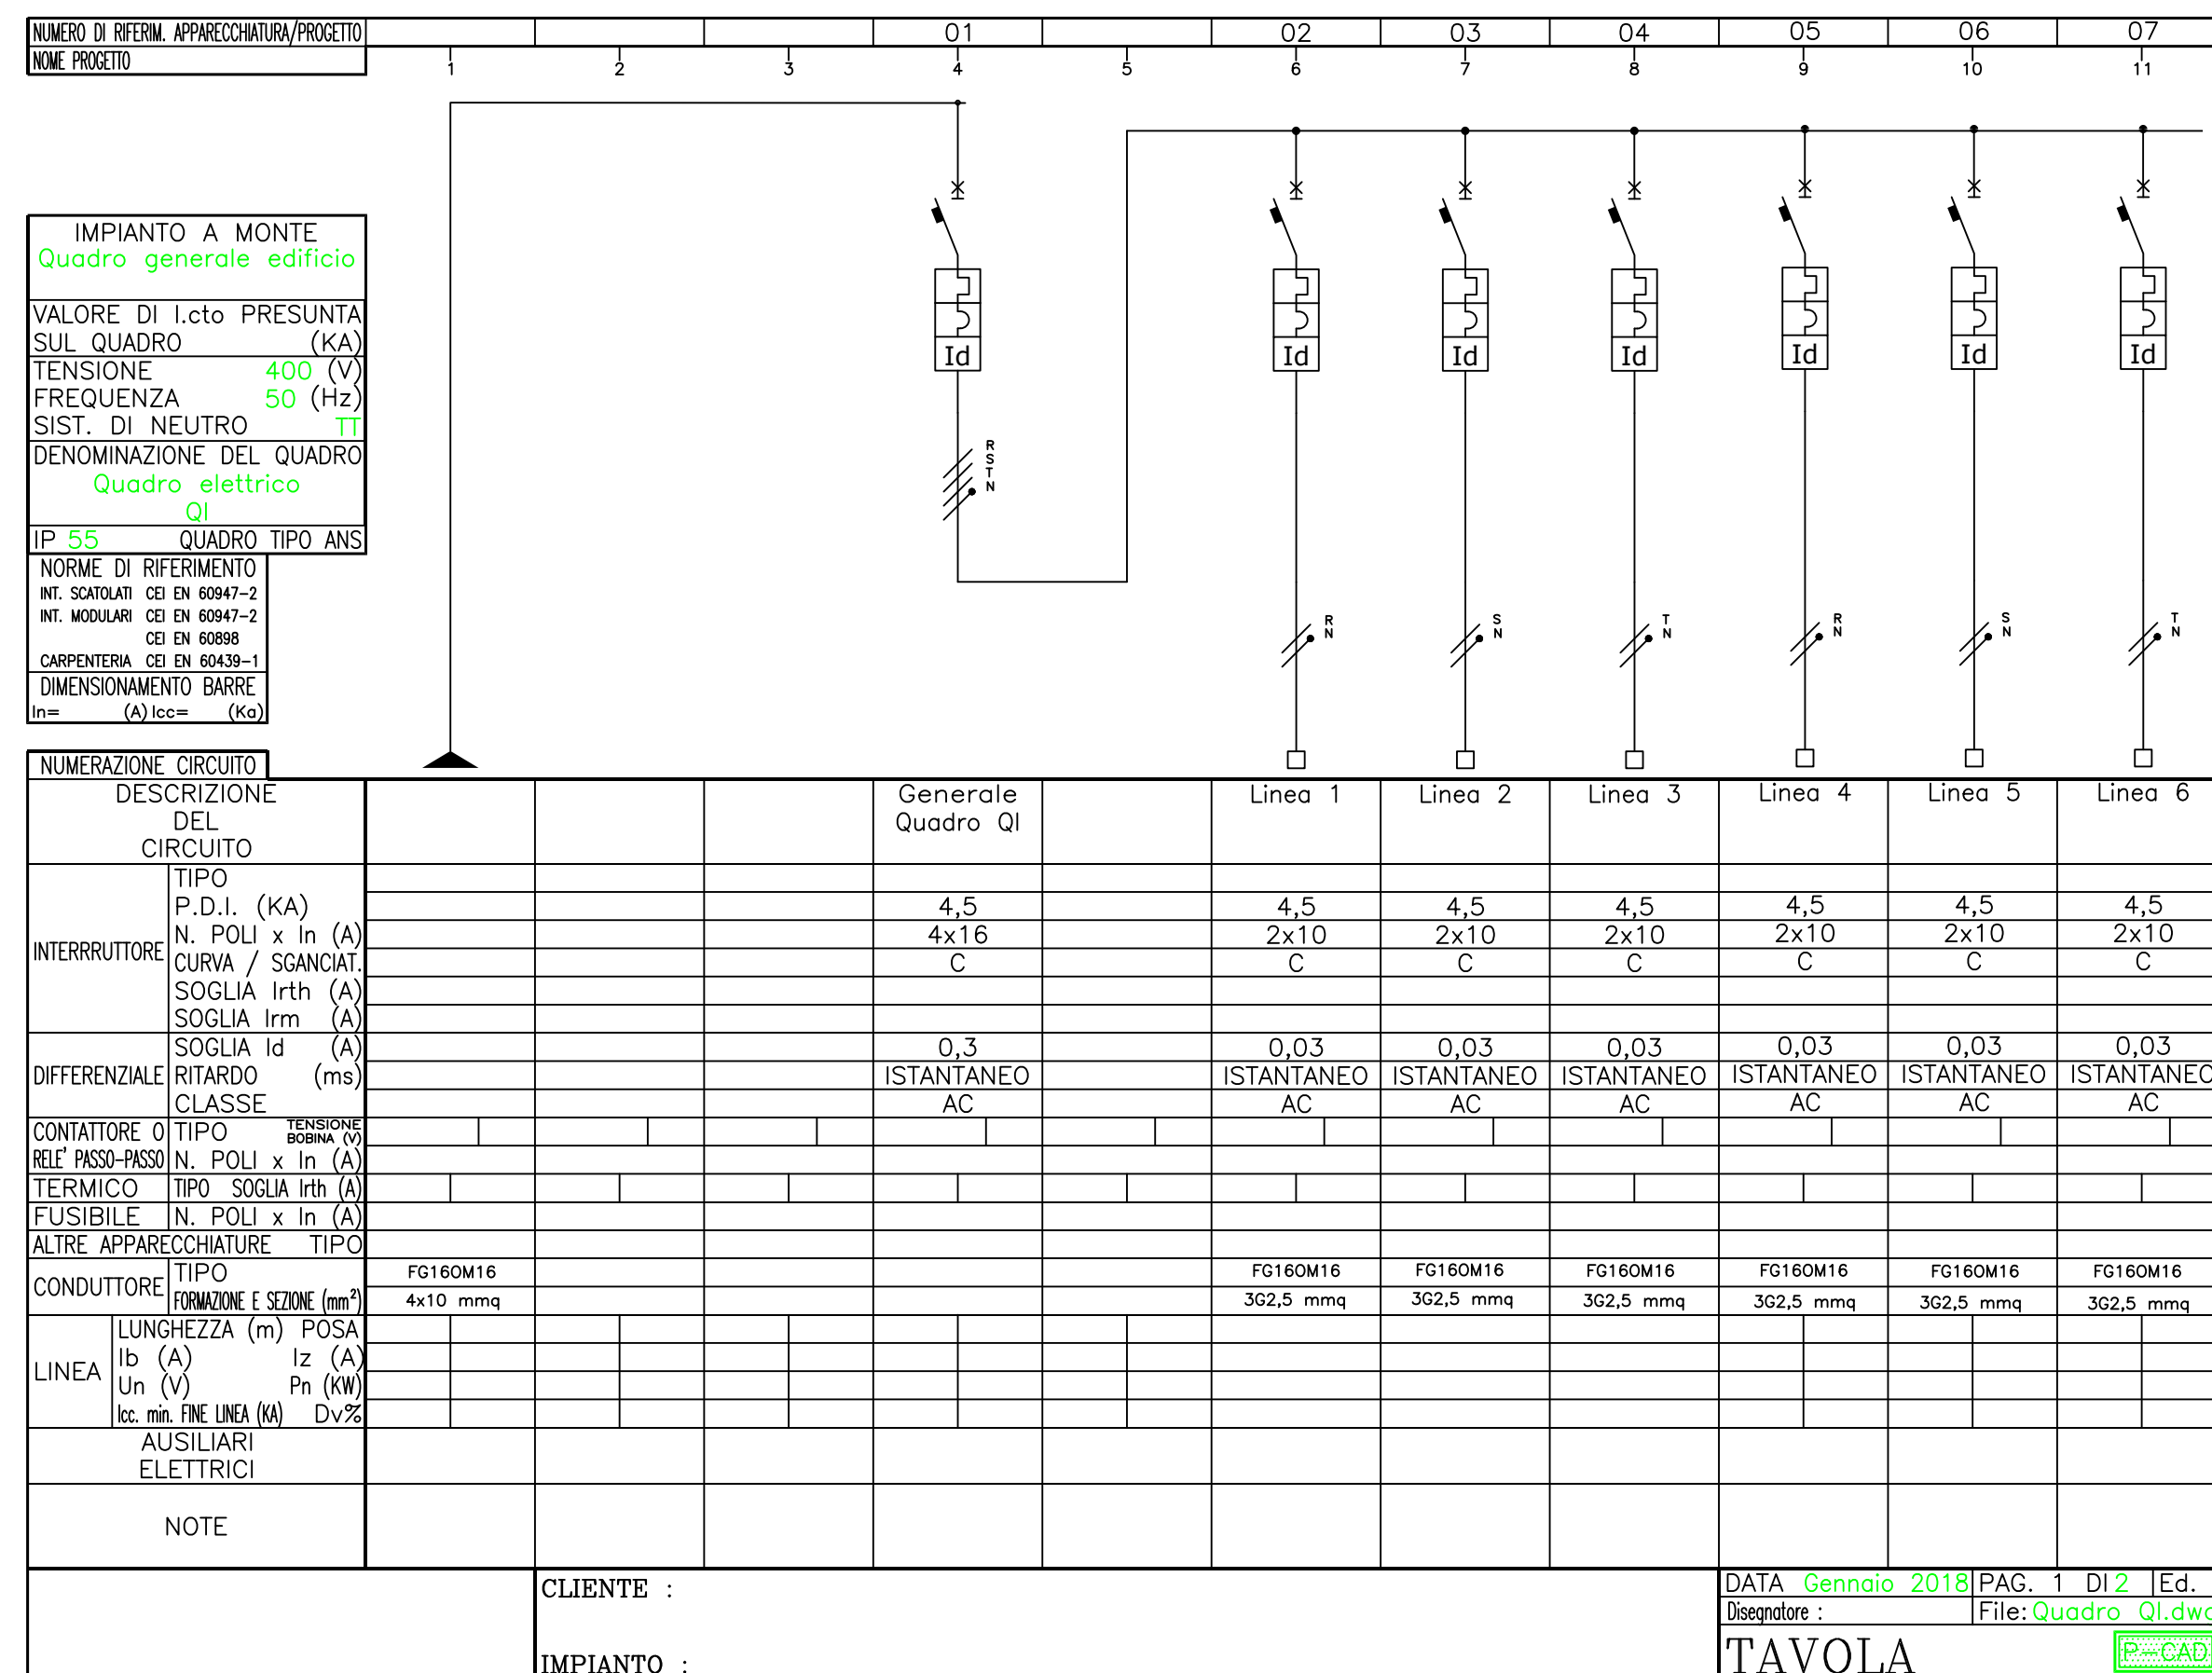 NUMERO DI RIFERIM. APPARECCHIATURA/PROGETTO 01 02 03 04 05 06 07
NOME PROGETTO 1 2 3 4 5 6 7 8 9 10 11
IMPIANTO A MONTE
Quadro generale edificio
VALORE DI I.cto PRESUNTA
SUL QUADRO (KA)
TENSIONE 400 (V)
FREQUENZA 50 (Hz)
SIST. DI NEUTRO TT
DENOMINAZIONE DEL QUADRO
Quadro elettrico
QI
IP 55 QUADRO TIPO ANS
NORME DI RIFERIMENTO
INT. SCATOLATI CEI EN 60947-2
INT. MODULARI CEI EN 60947-2
CEI EN 60898
CARPENTERIA CEI EN 60439-1
DIMENSIONAMENTO BARRE
In= (A) Icc= (Ka)
Id Id Id Id Id Id Id
R
S
T
N
R
N
S
N
T
N
R
N
S
N
T
N
NUMERAZIONE CIRCUITO
DESCRIZIONE
DEL
CIRCUITO
Generale
Quadro QI
Linea 1 Linea 2 Linea 3 Linea 4 Linea 5 Linea 6
INTERRRUTTORE
TIPO
P.D.I. (KA) 4,5 4,5 4,5 4,5 4,5 4,5 4,5
N. POLI x In (A) 4x16 2x10 2x10 2x10 2x10 2x10 2x10
CURVA / SGANCIAT. C C C C C C C
SOGLIA Irth (A)
SOGLIA Irm (A)
DIFFERENZIALE
SOGLIA Id (A) 0,3 0,03 0,03 0,03 0,03 0,03 0,03
RITARDO (ms) ISTANTANEO ISTANTANEO ISTANTANEO ISTANTANEO ISTANTANEO ISTANTANEO ISTANTANEO
CLASSE AC AC AC AC AC AC AC
CONTATTORE O
RELE' PASSO-PASSO
TIPO TENSIONE
BOBINA (V)
N. POLI x In (A)
TERMICO TIPO SOGLIA Irth (A)
FUSIBILE N. POLI x In (A)
ALTRE APPARECCHIATURE TIPO
CONDUTTORE
TIPO FG16OM16 FG16OM16 FG16OM16 FG16OM16 FG16OM16 FG16OM16 FG16OM16
FORMAZIONE E SEZIONE (mm²) 4x10 mmq 3G2,5 mmq 3G2,5 mmq 3G2,5 mmq 3G2,5 mmq 3G2,5 mmq 3G2,5 mmq
LINEA
LUNGHEZZA (m) POSA
Ib (A) Iz (A)
Un (V) Pn (KW)
Icc. min. FINE LINEA (KA) Dv%
AUSILIARI
ELETTRICI
NOTE
CLIENTE :
IMPIANTO :
DATA Gennaio 2018 PAG. 1 DI 2 Ed.
Disegnatore : File: Quadro QI.dwg
TAVOLA P-CAD